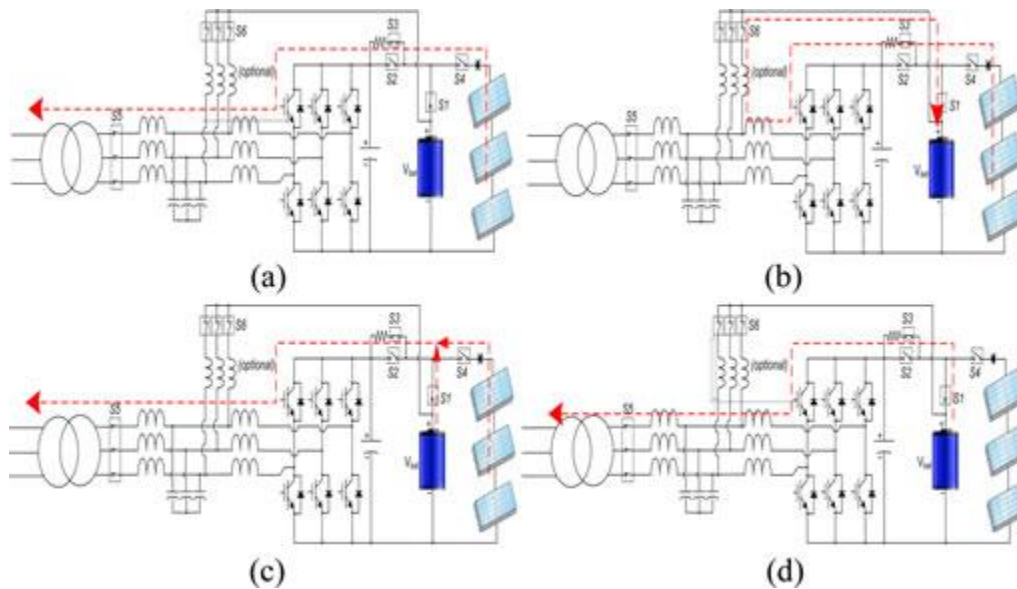 S6
S3
(optional)
S2
S4
S1
S5
Vbat
(a)
S6
S3
(optional)
S2
S4
S1
S5
Vbat
(b)
S6
S3
(optional)
S2
S4
S1
S5
Vbat
(c)
S6
S3
(optional)
S2
S4
S1
S5
Vbat
(d)